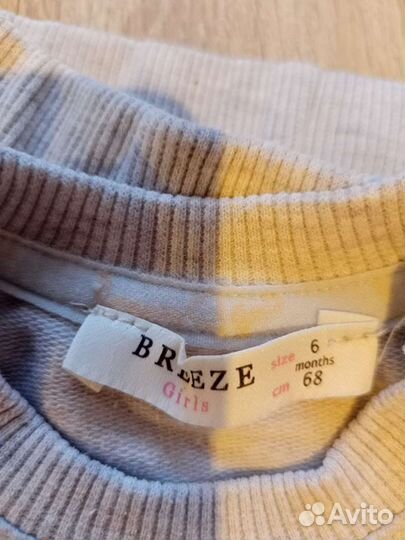 BREEZE
Girls
size 6
months
cm 68
Avito